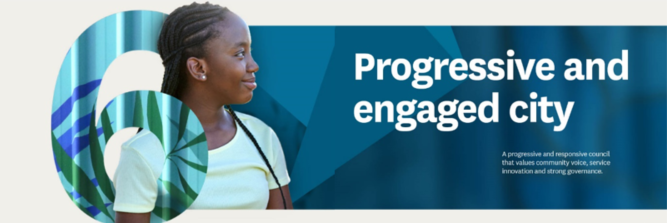 6
Progressive and
engaged city
A progressive and responsive council
that values community voice, service
innovation and strong governance.